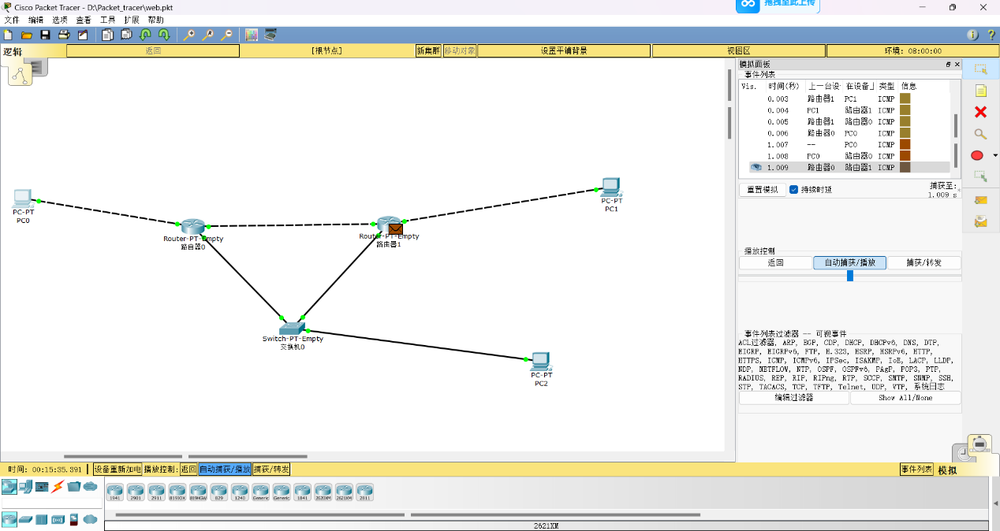 Cisco Packet Tracer - D:\Packet_tracer\web.pkt
拖拽至此上传
文件 编辑 选项 查看 工具 扩展 帮助
逻辑 返回 [根节点] 新集群 移动对象 设置平铺背景 视图区 环境: 08:00:00
模拟面板
事件列表
Vis. 时间(秒) 上一台设 在设备上 类型 信息
0.003 路由器1 PC1 ICMP
0.004 PC1 路由器1 ICMP
0.005 路由器1 路由器0 ICMP
0.006 路由器0 PC0 ICMP
1.007 -- PC0 ICMP
1.008 PC0 路由器0 ICMP
1.009 路由器0 路由器1 ICMP
重置模拟 持续时延 捕获至:
1.009 s
播放控制
返回 自动捕获/播放 捕获/转发
事件列表过滤器 -- 可视事件
ACL过滤器, ARP, BGP, CDP, DHCP, DHCPv6, DNS, DTP,
EIGRP, EIGRPv6, FTP, H.323, HSRP, HSRPv6, HTTP,
HTTPS, ICMP, ICMPv6, IPSec, ISAKMP, IoE, LACP, LLDP,
NDP, NETFLOW, NTP, OSPF, OSPFv6, PAgP, POP3, PTP,
RADIUS, REP, RIP, RIPng, RTP, SCCP, SMTP, SNMP, SSH,
STP, TACACS, TCP, TFTP, Telnet, UDP, VTP, 系统日志
编辑过滤器 Show All/None
PC-PT
PC0
Router-PT-Empty
路由器0
Router-PT-Empty
路由器1
PC-PT
PC1
Switch-PT-Empty
交换机0
PC-PT
PC2
时间: 00:15:35.391 设备重新加电 播放控制: 返回 自动捕获/播放 捕获/转发 事件列表 模拟
1941 2901 2911 819IOX 819HGW 829 1240 Generic Generic 1841 2620XM 2621XM 2811
2621XM